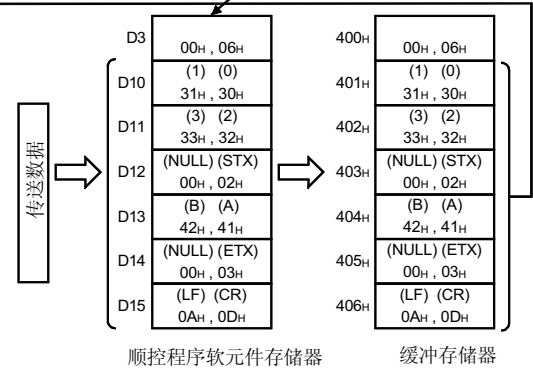 D3 00H , 06H 400H 00H , 06H
D10 (1) (0) 401H (1) (0)
31H , 30H 31H , 30H
D11 (3) (2) 402H (3) (2)
33H , 32H 33H , 32H
传送数据
D12 (NULL) (STX) 403H (NULL) (STX)
00H , 02H 00H , 02H
D13 (B) (A) 404H (B) (A)
42H , 41H 42H , 41H
D14 (NULL) (ETX) 405H (NULL) (ETX)
00H , 03H 00H , 03H
D15 (LF) (CR) 406H (LF) (CR)
0AH , 0DH 0AH , 0DH
顺控程序软元件存储器 缓冲存储器